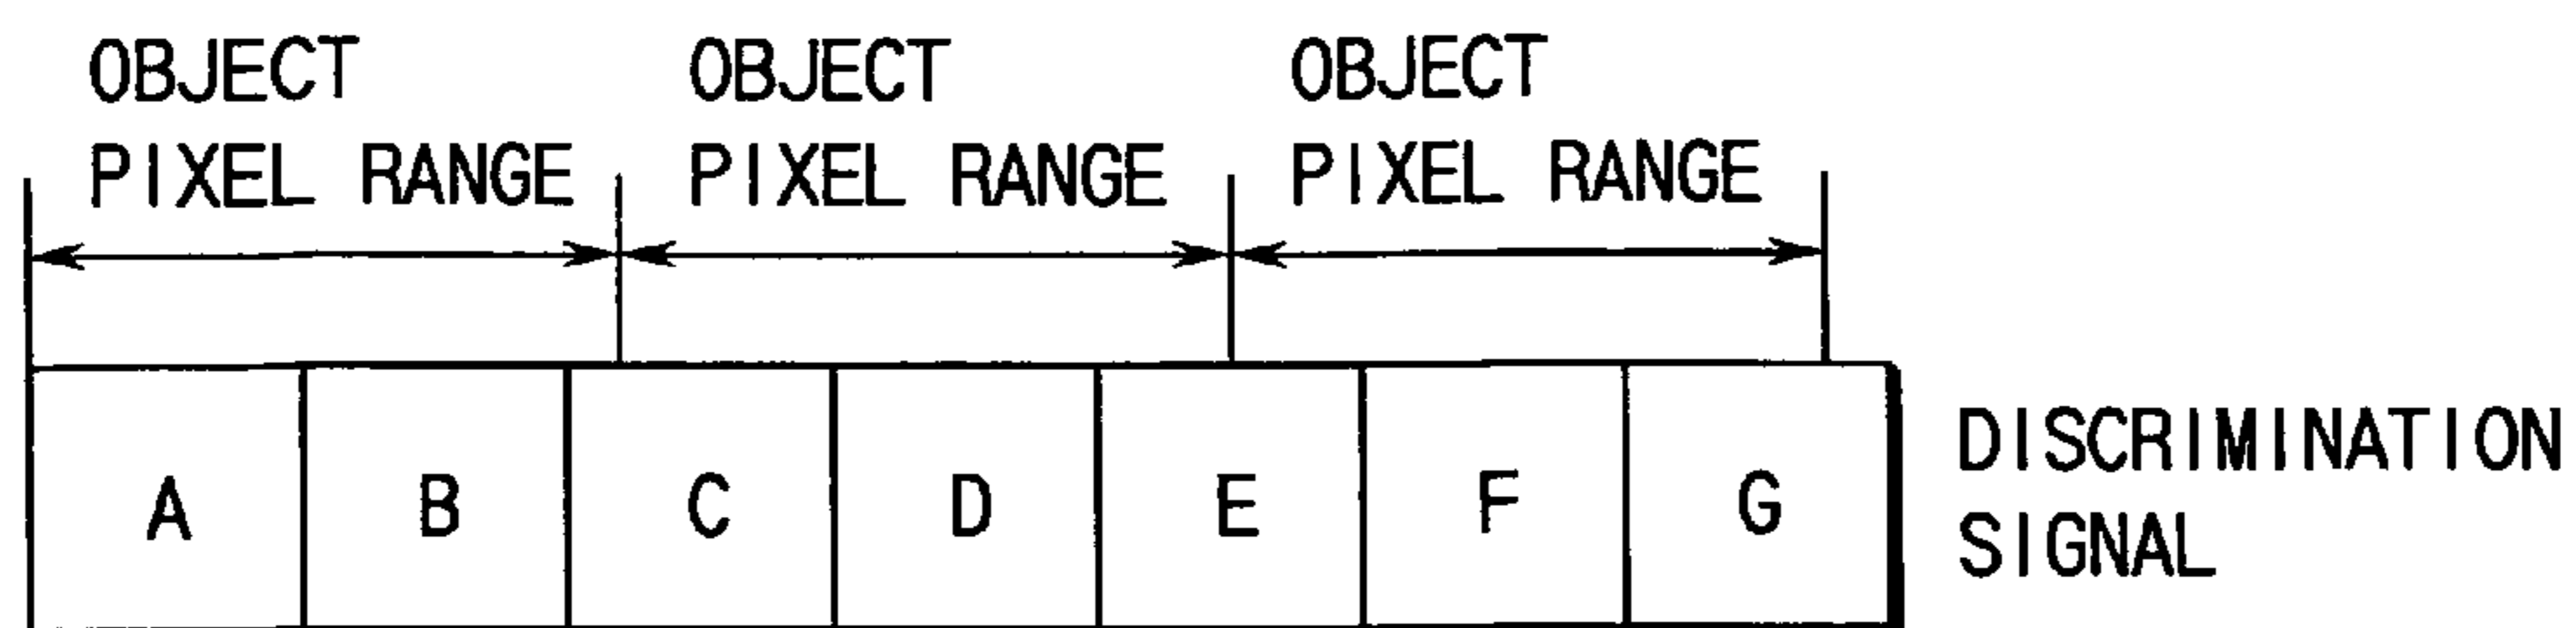 OBJECT
PIXEL RANGE
OBJECT
PIXEL RANGE
OBJECT
PIXEL RANGE
A B C D E F G
DISCRIMINATION
SIGNAL